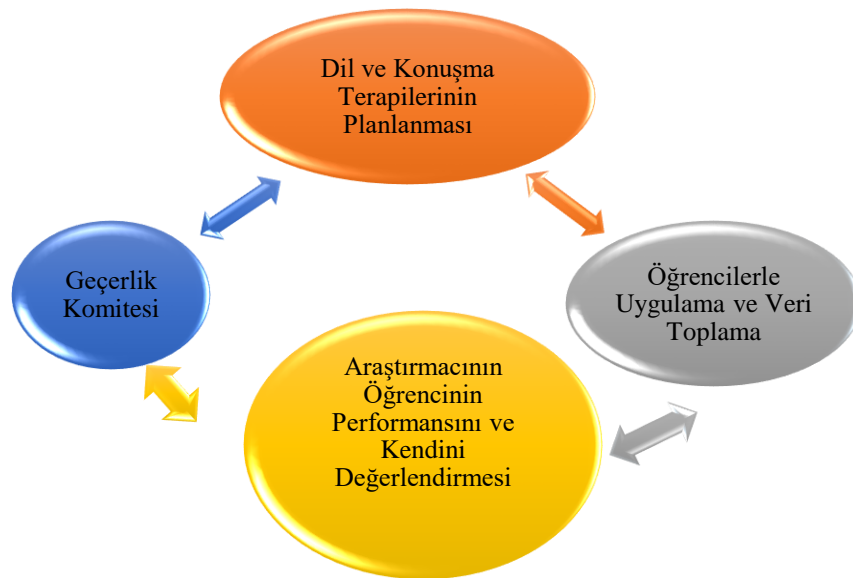 Dil ve Konuşma
Terapilerinin
Planlanması
Geçerlik
Komitesi
Öğrencilerle
Uygulama ve Veri
Toplama
Araştırmacının
Öğrencinin
Performansını ve
Kendini
Değerlendirmesi